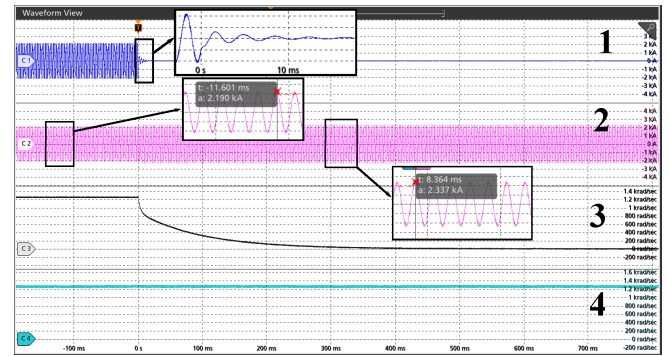 Waveform View
T
1
3 kA
2 kA
1 kA
C 1
0 A
-1 kA
-2 kA
-3 kA
-4 kA
0 s 10 ms
t: -11.601 ms
a: 2.190 kA
2
4 kA
3 kA
2 kA
1 kA
C 2
0 A
-1 kA
-2 kA
-3 kA
-4 kA
t: 8.364 ms
a: 2.337 kA
3
1.4 krad/sec
1.2 krad/sec
1 krad/sec
800 rad/sec
600 rad/sec
400 rad/sec
200 rad/sec
C 3
0 rad/sec
-200 rad/sec
4
1.6 krad/sec
1.4 krad/sec
1.2 krad/sec
1 krad/sec
800 rad/sec
600 rad/sec
400 rad/sec
200 rad/sec
C 4
0 rad/sec
-200 rad/sec
-100 ms 0 s 100 ms 200 ms 300 ms 400 ms 500 ms 600 ms 700 ms